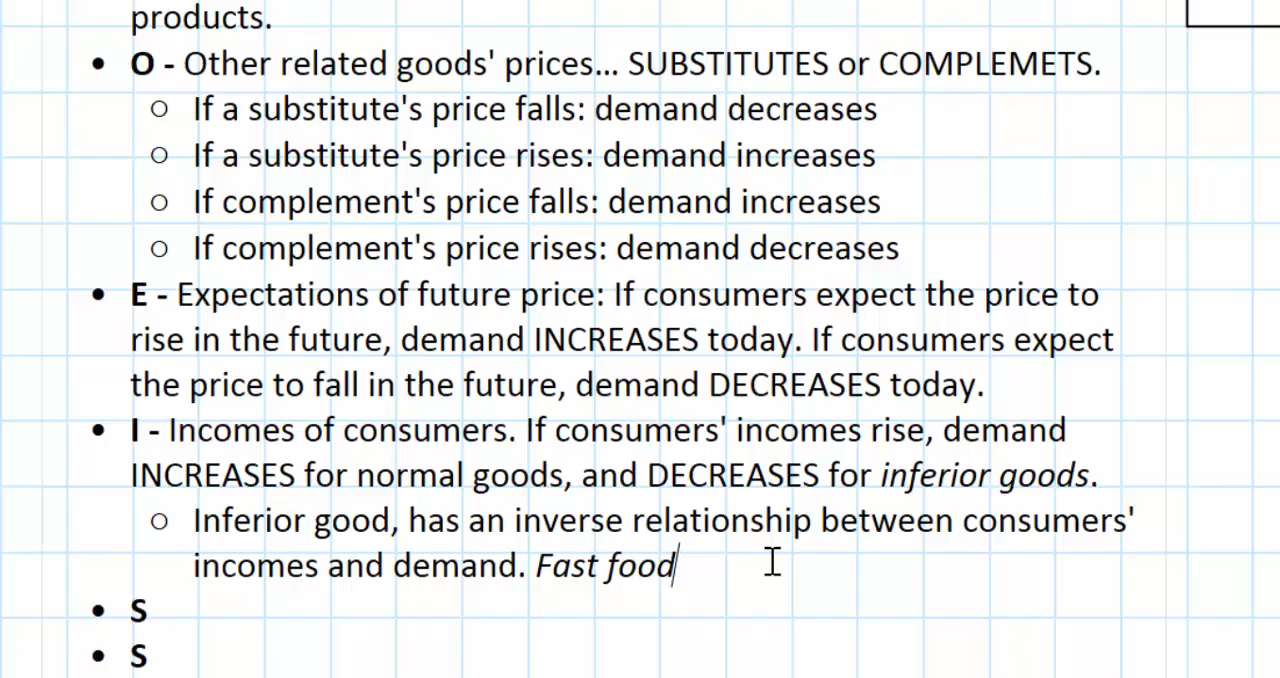 products.
• O - Other related goods' prices... SUBSTITUTES or COMPLEMETS.
○ If a substitute's price falls: demand decreases
○ If a substitute's price rises: demand increases
○ If complement's price falls: demand increases
○ If complement's price rises: demand decreases
• E - Expectations of future price: If consumers expect the price to
rise in the future, demand INCREASES today. If consumers expect
the price to fall in the future, demand DECREASES today.
• I - Incomes of consumers. If consumers' incomes rise, demand
INCREASES for normal goods, and DECREASES for inferior goods.
○ Inferior good, has an inverse relationship between consumers'
incomes and demand. Fast food
• S
• S